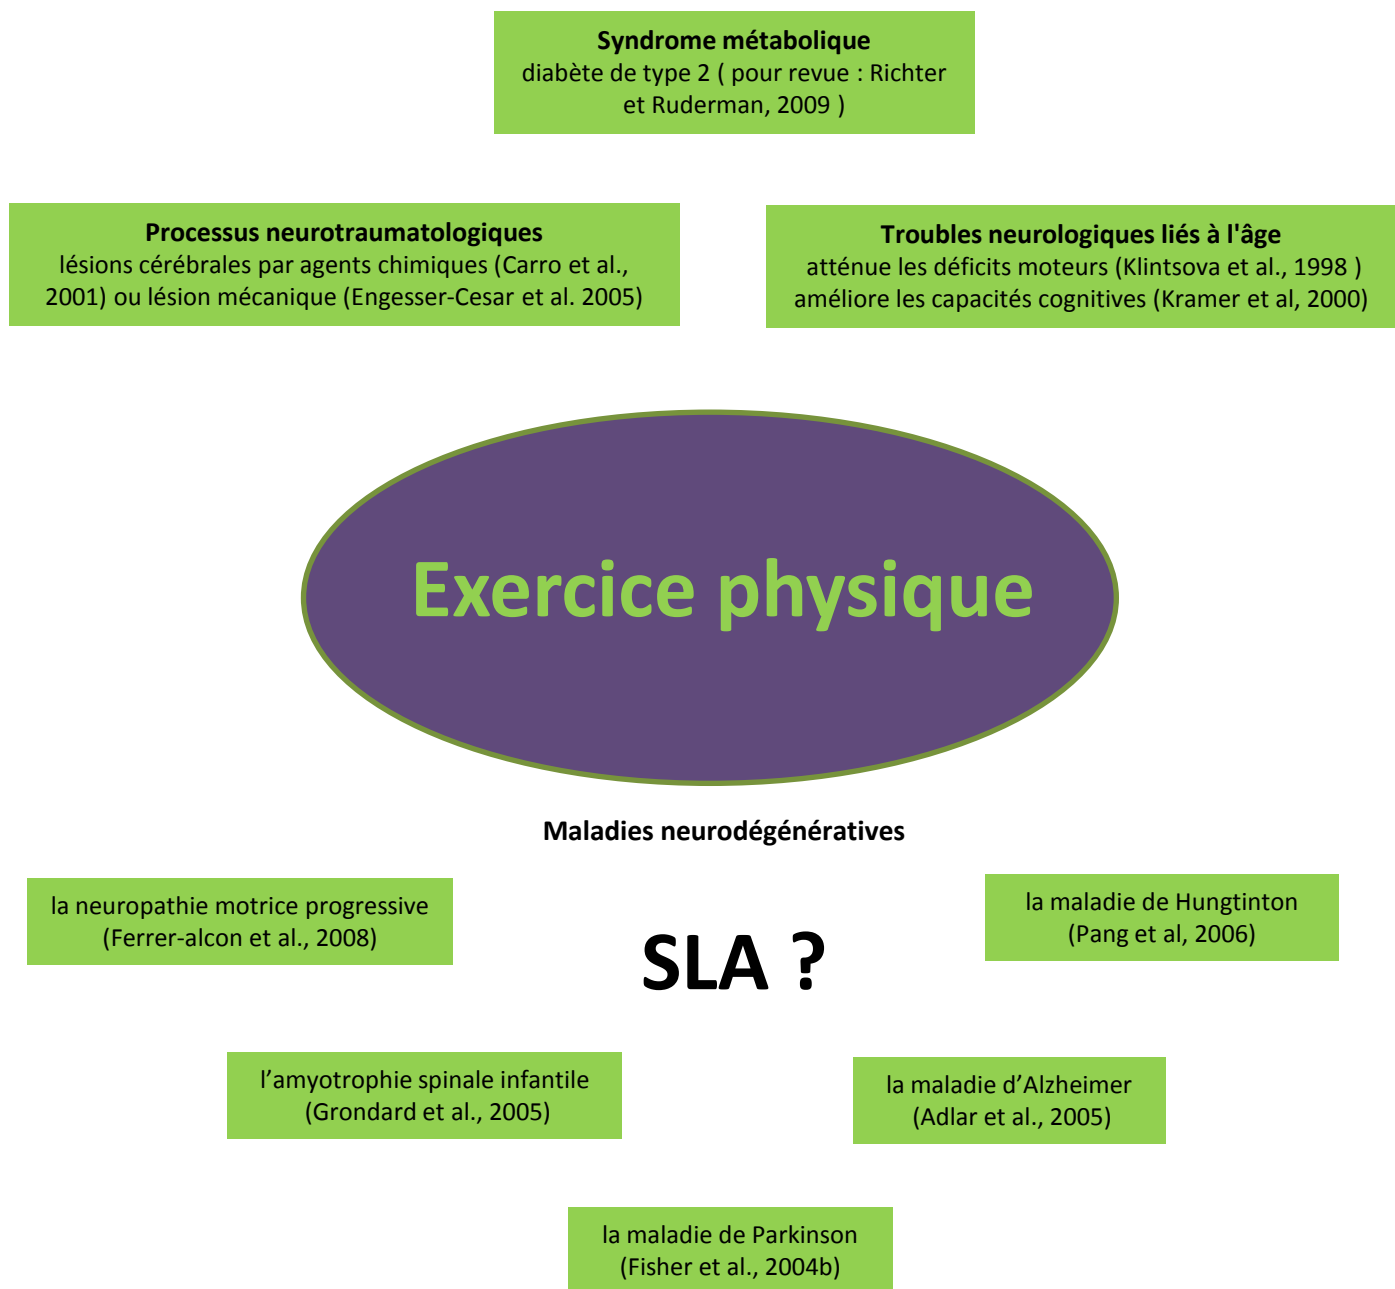 Syndrome métabolique
diabète de type 2 ( pour revue : Richter
et Ruderman, 2009 )
Processus neurotraumatologiques
lésions cérébrales par agents chimiques (Carro et al.,
2001) ou lésion mécanique (Engesser-Cesar et al. 2005)
Troubles neurologiques liés à l'âge
atténue les déficits moteurs (Klintsova et al., 1998 )
améliore les capacités cognitives (Kramer et al, 2000)
Exercice physique
Maladies neurodégénératives
la neuropathie motrice progressive
(Ferrer-alcon et al., 2008)
la maladie de Hungtinton
(Pang et al, 2006)
SLA ?
l’amyotrophie spinale infantile
(Grondard et al., 2005)
la maladie d’Alzheimer
(Adlar et al., 2005)
la maladie de Parkinson
(Fisher et al., 2004b)